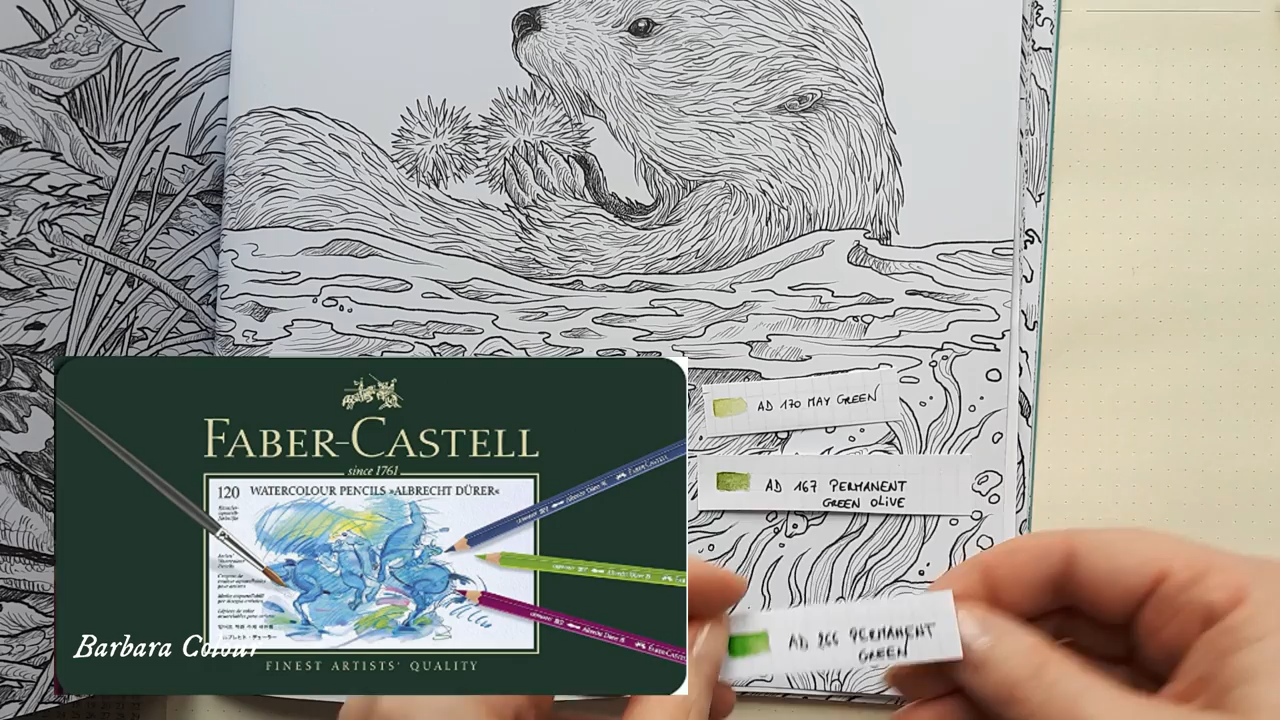 FABER-CASTELL
since 1761
120 WATERCOLOUR PENCILS »ALBRECHT DÜRER«
FINEST ARTISTS' QUALITY
Barbara Colour
AD 170 MAY GREEN
AD 167 PERMANENT
GREEN OLIVE
AD 266 PERMANENT
GREEN